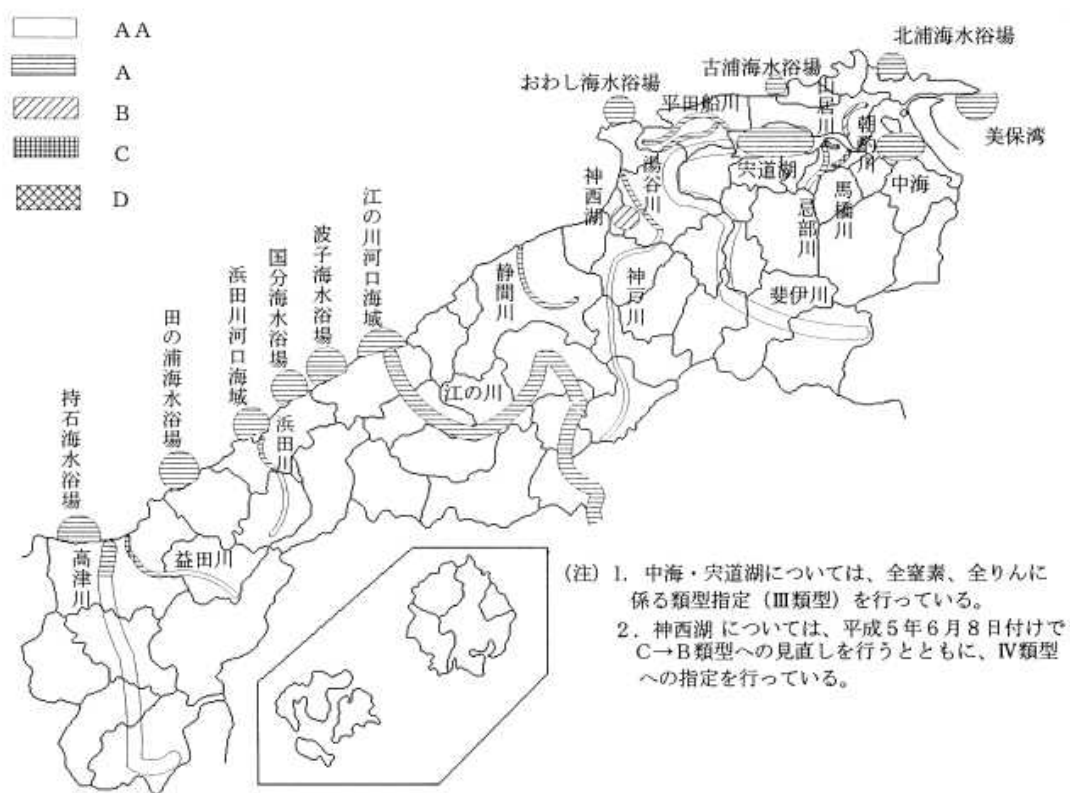 AA
A
B
C
D
北浦海水浴場
古浦海水浴場
おわし海水浴場
平田船川
山居川
朝酌川
美保湾
宍道湖
中海
湯谷川
神西湖
馬橋川
忌部川
斐伊川
神戸川
静間川
江の川
江の川河口海域
波子海水浴場
国分海水浴場
浜田川河口海域
浜田川
田の浦海水浴場
持石海水浴場
益田川
高津川
(注) 1. 中海・宍道湖については、全窒素、全りんに
係る類型指定(Ⅲ類型)を行っている。
2. 神西湖 については、平成5年6月8日付けで
C→B類型への見直しを行うとともに、Ⅳ類型
への指定を行っている。